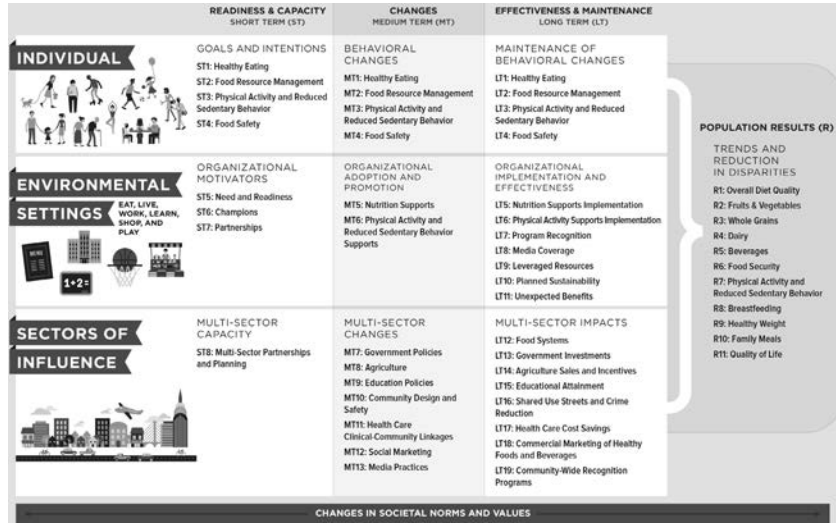 READINESS & CAPACITY
SHORT TERM (ST)
CHANGES
MEDIUM TERM (MT)
EFFECTIVENESS & MAINTENANCE
LONG TERM (LT)
INDIVIDUAL
GOALS AND INTENTIONS
ST1: Healthy Eating
ST2: Food Resource Management
ST3: Physical Activity and Reduced
Sedentary Behavior
ST4: Food Safety
BEHAVIORAL
CHANGES
MT1: Healthy Eating
MT2: Food Resource Management
MT3: Physical Activity and
Reduced Sedentary Behavior
MT4: Food Safety
MAINTENANCE OF
BEHAVIORAL CHANGES
LT1: Healthy Eating
LT2: Food Resource Management
LT3: Physical Activity and Reduced
Sedentary Behavior
LT4: Food Safety
ENVIRONMENTAL
SETTINGS
EAT, LIVE,
WORK, LEARN,
SHOP, AND
PLAY
MENU
1+2=
ORGANIZATIONAL
MOTIVATORS
ST5: Need and Readiness
ST6: Champions
ST7: Partnerships
ORGANIZATIONAL
ADOPTION AND
PROMOTION
MT5: Nutrition Supports
MT6: Physical Activity and
Reduced Sedentary Behavior
Supports
ORGANIZATIONAL
IMPLEMENTATION AND
EFFECTIVENESS
LT5: Nutrition Supports Implementation
LT6: Physical Activity Supports Implementation
LT7: Program Recognition
LT8: Media Coverage
LT9: Leveraged Resources
LT10: Planned Sustainability
LT11: Unexpected Benefits
SECTORS OF
INFLUENCE
MULTI-SECTOR
CAPACITY
ST8: Multi-Sector Partnerships
and Planning
MULTI-SECTOR
CHANGES
MT7: Government Policies
MT8: Agriculture
MT9: Education Policies
MT10: Community Design and
Safety
MT11: Health Care
Clinical-Community Linkages
MT12: Social Marketing
MT13: Media Practices
MULTI-SECTOR IMPACTS
LT12: Food Systems
LT13: Government Investments
LT14: Agriculture Sales and Incentives
LT15: Educational Attainment
LT16: Shared Use Streets and Crime
Reduction
LT17: Health Care Cost Savings
LT18: Commercial Marketing of Healthy
Foods and Beverages
LT19: Community-Wide Recognition
Programs
POPULATION RESULTS (R)
TRENDS AND
REDUCTION
IN DISPARITIES
R1: Overall Diet Quality
R2: Fruits & Vegetables
R3: Whole Grains
R4: Dairy
R5: Beverages
R6: Food Security
R7: Physical Activity and
Reduced Sedentary Behavior
R8: Breastfeeding
R9: Healthy Weight
R10: Family Meals
R11: Quality of Life
CHANGES IN SOCIETAL NORMS AND VALUES